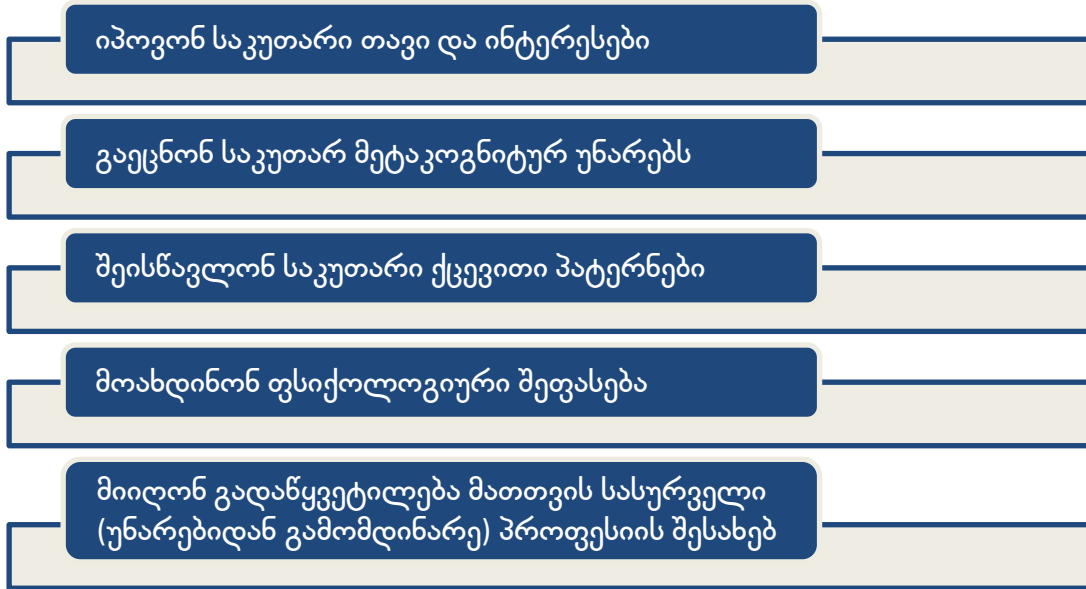 იპოვონ საკუთარი თავი და ინტერესები
გაეცნონ საკუთარ მეტაკოგნიტურ უნარებს
შეისწავლონ საკუთარი ქცევითი პატერნები
მოახდინონ ფსიქოლოგიური შეფასება
მიიღონ გადაწყვეტილება მათთვის სასურველი
(უნარებიდან გამომდინარე) პროფესიის შესახებ